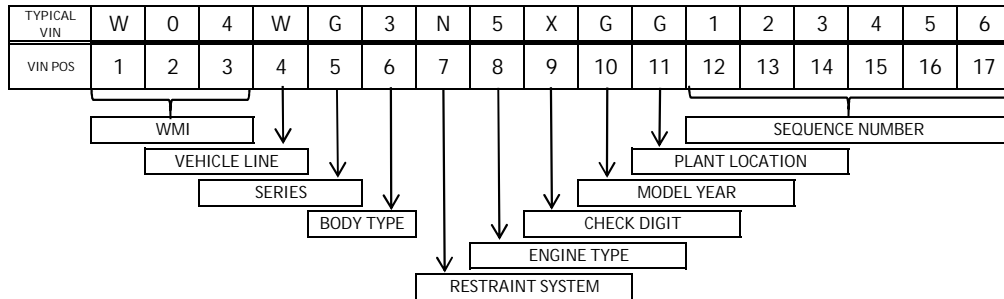 TYPICAL VIN W 0 4 W G 3 N 5 X G G 1 2 3 4 5 6
VIN POS 1 2 3 4 5 6 7 8 9 10 11 12 13 14 15 16 17
WMI SEQUENCE NUMBER
VEHICLE LINE PLANT LOCATION
SERIES MODEL YEAR
BODY TYPE CHECK DIGIT
ENGINE TYPE
RESTRAINT SYSTEM